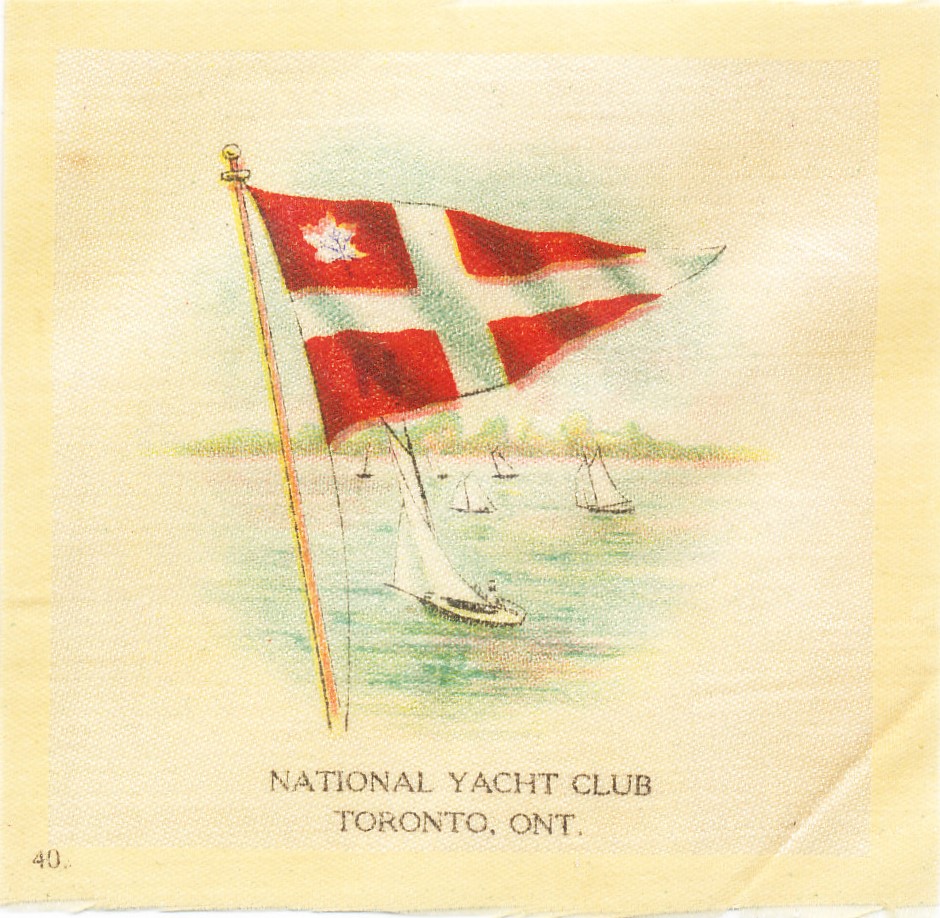 NATIONAL YACHT CLUB
TORONTO, ONT.
40.